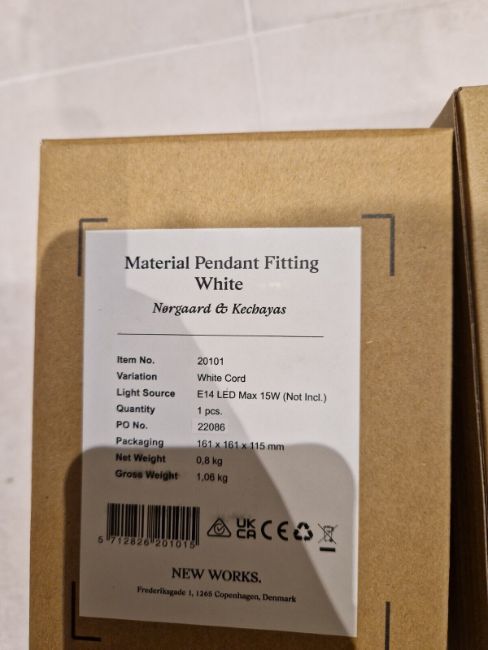 Material Pendant Fitting
White
Nørgaard & Kechayas
Item No. 20101
Variation White Cord
Light Source E14 LED Max 15W (Not Incl.)
Quantity 1 pcs.
PO No. 22086
Packaging 161 x 161 x 115 mm
Net Weight 0,8 kg
Gross Weight 1,06 kg
5 712826 201015
UK
CA
CE
NEW WORKS.
Frederiksgade 1, 1265 Copenhagen, Denmark